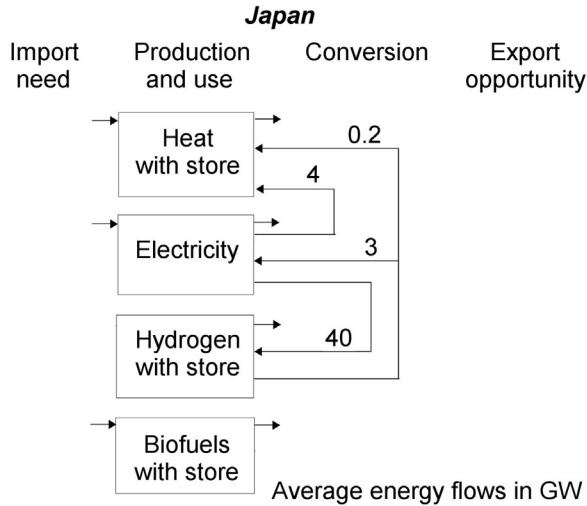 Japan
Import need
Production and use
Conversion
Export opportunity
Heat with store
0.2
4
Electricity
3
Hydrogen with store
40
Biofuels with store
Average energy flows in GW